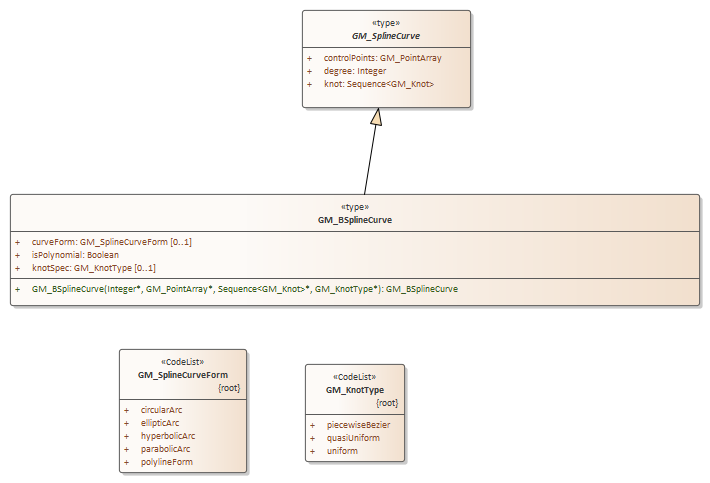 «type»
GM_SplineCurve
+ controlPoints: GM_PointArray
+ degree: Integer
+ knot: Sequence<GM_Knot>
«type»
GM_BSplineCurve
+ curveForm: GM_SplineCurveForm [0..1]
+ isPolynomial: Boolean
+ knotSpec: GM_KnotType [0..1]
+ GM_BSplineCurve(Integer*, GM_PointArray*, Sequence<GM_Knot>*, GM_KnotType*): GM_BSplineCurve
«CodeList»
GM_SplineCurveForm
{root}
+ circularArc
+ ellipticArc
+ hyperbolicArc
+ parabolicArc
+ polylineForm
«CodeList»
GM_KnotType
{root}
+ piecewiseBezier
+ quasiUniform
+ uniform